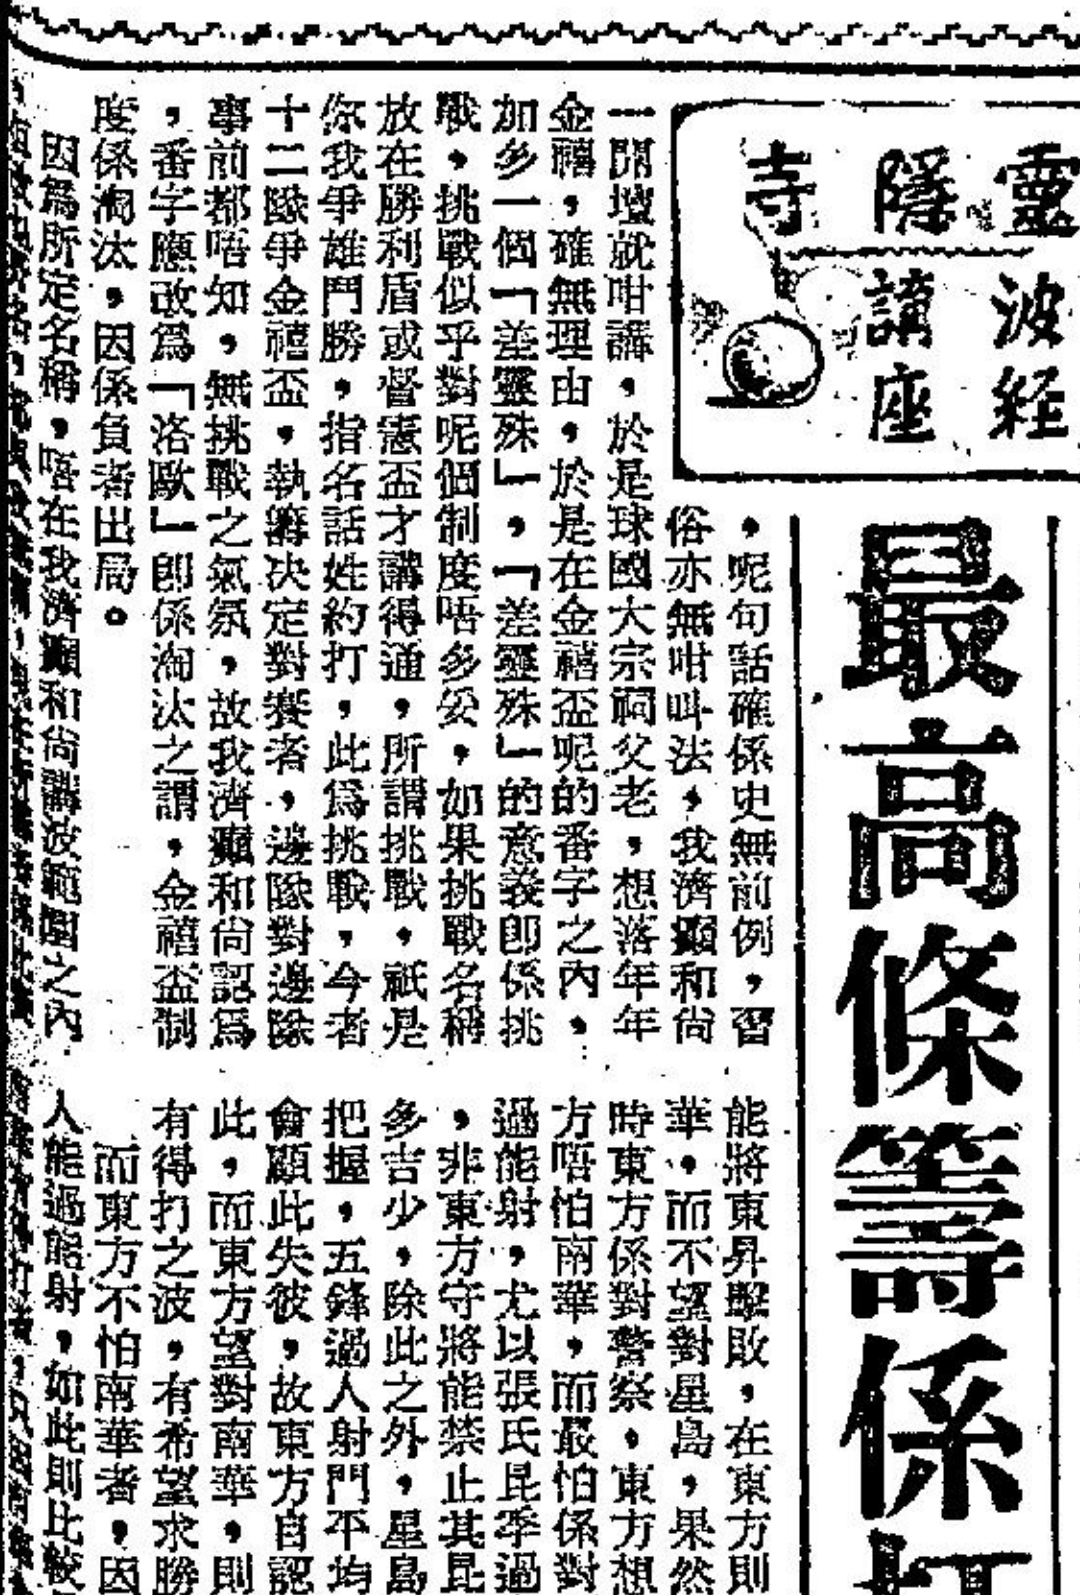 靈隱寺
波經
講座
最高條籌係打
一開壇就咁講，於是球國大宗祠父老，想落年年
金禧，確無理由，於是在金禧盃呢的番字之內，
加多一個「差靈殊」，「差靈殊」的意義卽係挑
戰，挑戰似乎對呢個制度唔多妥，如果挑戰名稱
放在勝利盾或督憲盃才講得通，所謂挑戰，祇是
你我爭雄鬥勝，指名話姓約打，此爲挑戰，今者
十二隊爭金禧盃，執籌决定對賽者，邊隊對邊隊
事前都唔知，無挑戰之氣氛，故我濟癲和尚認爲
，番字應改爲「洛歐」卽係淘汰之謂，金禧盃制
度係淘汰，因係負者出局。
因爲所定名稱，唔在我濟癲和尚講波範圍之內
，呢句話確係史無前例，習
俗亦無咁叫法，我濟癲和尚
能將東昇擊敗，在東方則
華，而不望對星島，果然
時東方係對警察，東方想
方唔怕南華，而最怕係對
過能射，尤以張氏昆季過
，非東方守將能禁止其昆
多吉少，除此之外，星島
把握，五鋒過人射門平均
會顧此失彼，故東方自認
此，而東方望對南華，則
有得打之波，有希望求勝
而東方不怕南華者，因
人能過能射，如此則比較